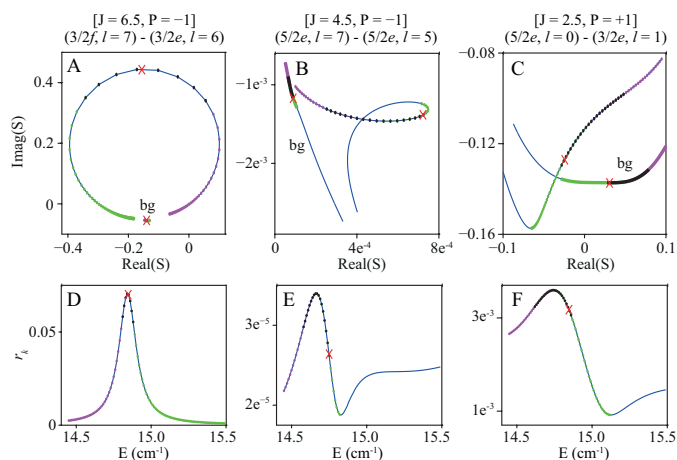 [J = 6.5, P = −1] [J = 4.5, P = −1] [J = 2.5, P = +1]
(3/2f, l = 7) - (3/2e, l = 6) (5/2e, l = 7) - (5/2e, l = 5) (5/2e, l = 0) - (3/2e, l = 1)
A B C
0.4 −1e⁻³ −0.08
Imag(S) 0.2 −2e⁻³ −0.12
0 −0.16
bg bg bg
−0.4 −0.2 0 4e⁻⁴ 8e⁻⁴ −0.1 0 0.1
Real(S) Real(S) Real(S)
D E F
r_k 0.05 3e⁻⁵ 3e⁻³
0 2e⁻⁵ 1e⁻³
14.5 15.0 15.5 14.5 15.0 15.5 14.5 15.0 15.5
E (cm⁻¹) E (cm⁻¹) E (cm⁻¹)